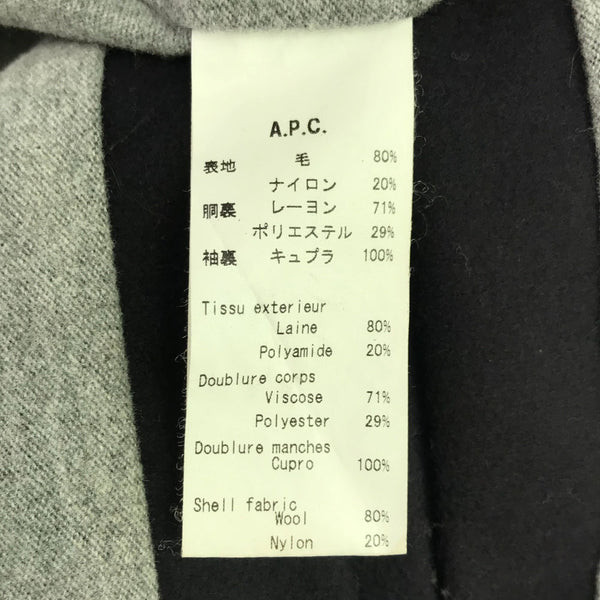 A.P.C.
表地 毛 80%
ナイロン 20%
胴裏 レーヨン 71%
ポリエステル 29%
袖裏 キュプラ 100%
Tissu exterieur
Laine 80%
Polyamide 20%
Doublure corps
Viscose 71%
Polyester 29%
Doublure manches
Cupro 100%
Shell fabric
Wool 80%
Nylon 20%